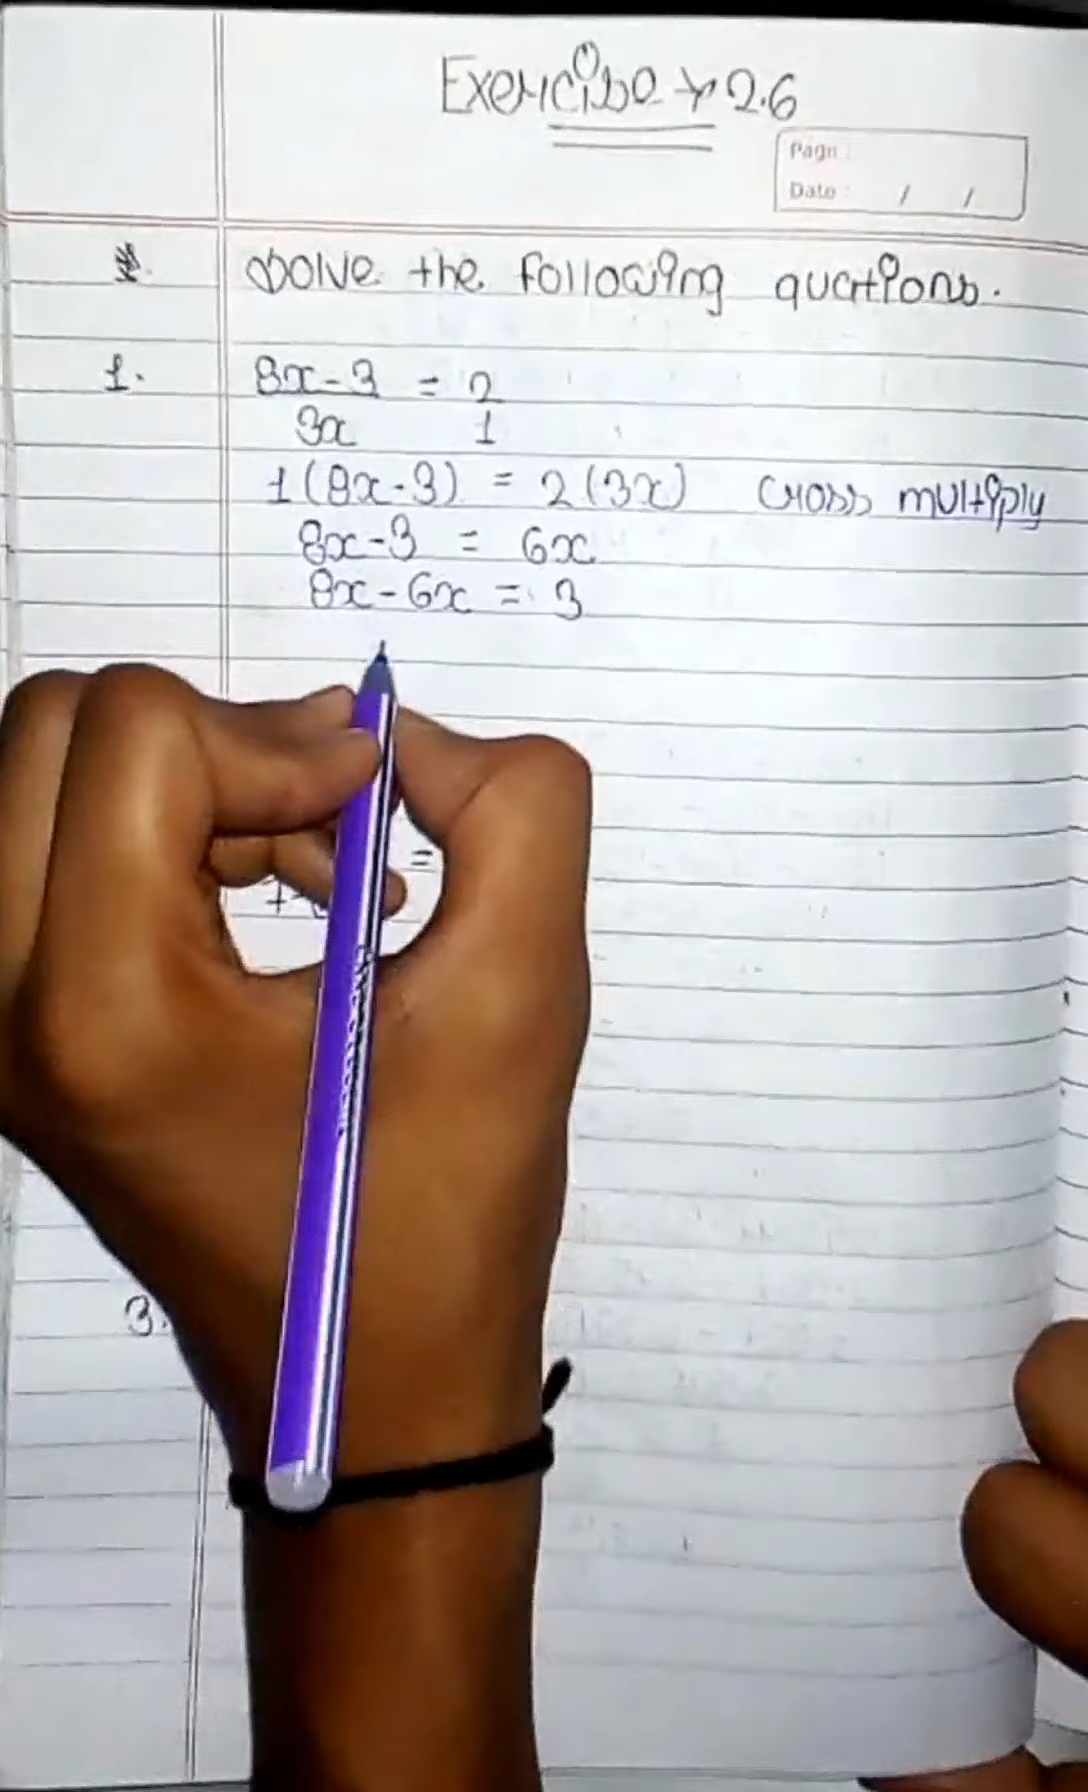 Exercise → 2.6
Page :
Date : / /
Solve the following quations.
1. 8x-3 = 2
3x 1
1(8x-3) = 2(3x) cross multiply
8x-3 = 6x
8x-6x = 3
=
+
3.